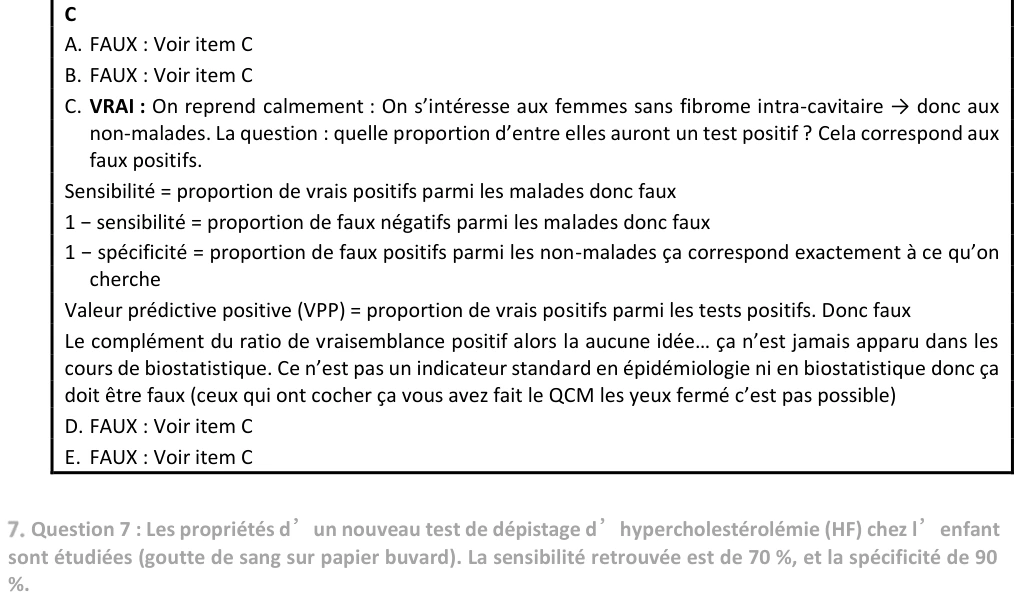 C
A. FAUX : Voir item C
B. FAUX : Voir item C
C. VRAI : On reprend calmement : On s’intéresse aux femmes sans fibrome intra-cavitaire → donc aux
non-malades. La question : quelle proportion d’entre elles auront un test positif ? Cela correspond aux
faux positifs.
Sensibilité = proportion de vrais positifs parmi les malades donc faux
1 − sensibilité = proportion de faux négatifs parmi les malades donc faux
1 − spécificité = proportion de faux positifs parmi les non-malades ça correspond exactement à ce qu’on
cherche
Valeur prédictive positive (VPP) = proportion de vrais positifs parmi les tests positifs. Donc faux
Le complément du ratio de vraisemblance positif alors la aucune idée… ça n’est jamais apparu dans les
cours de biostatistique. Ce n’est pas un indicateur standard en épidémiologie ni en biostatistique donc ça
doit être faux (ceux qui ont cocher ça vous avez fait le QCM les yeux fermé c’est pas possible)
D. FAUX : Voir item C
E. FAUX : Voir item C
7. Question 7 : Les propriétés d’ un nouveau test de dépistage d’ hypercholestérolémie (HF) chez l’ enfant
sont étudiées (goutte de sang sur papier buvard). La sensibilité retrouvée est de 70 %, et la spécificité de 90
%.